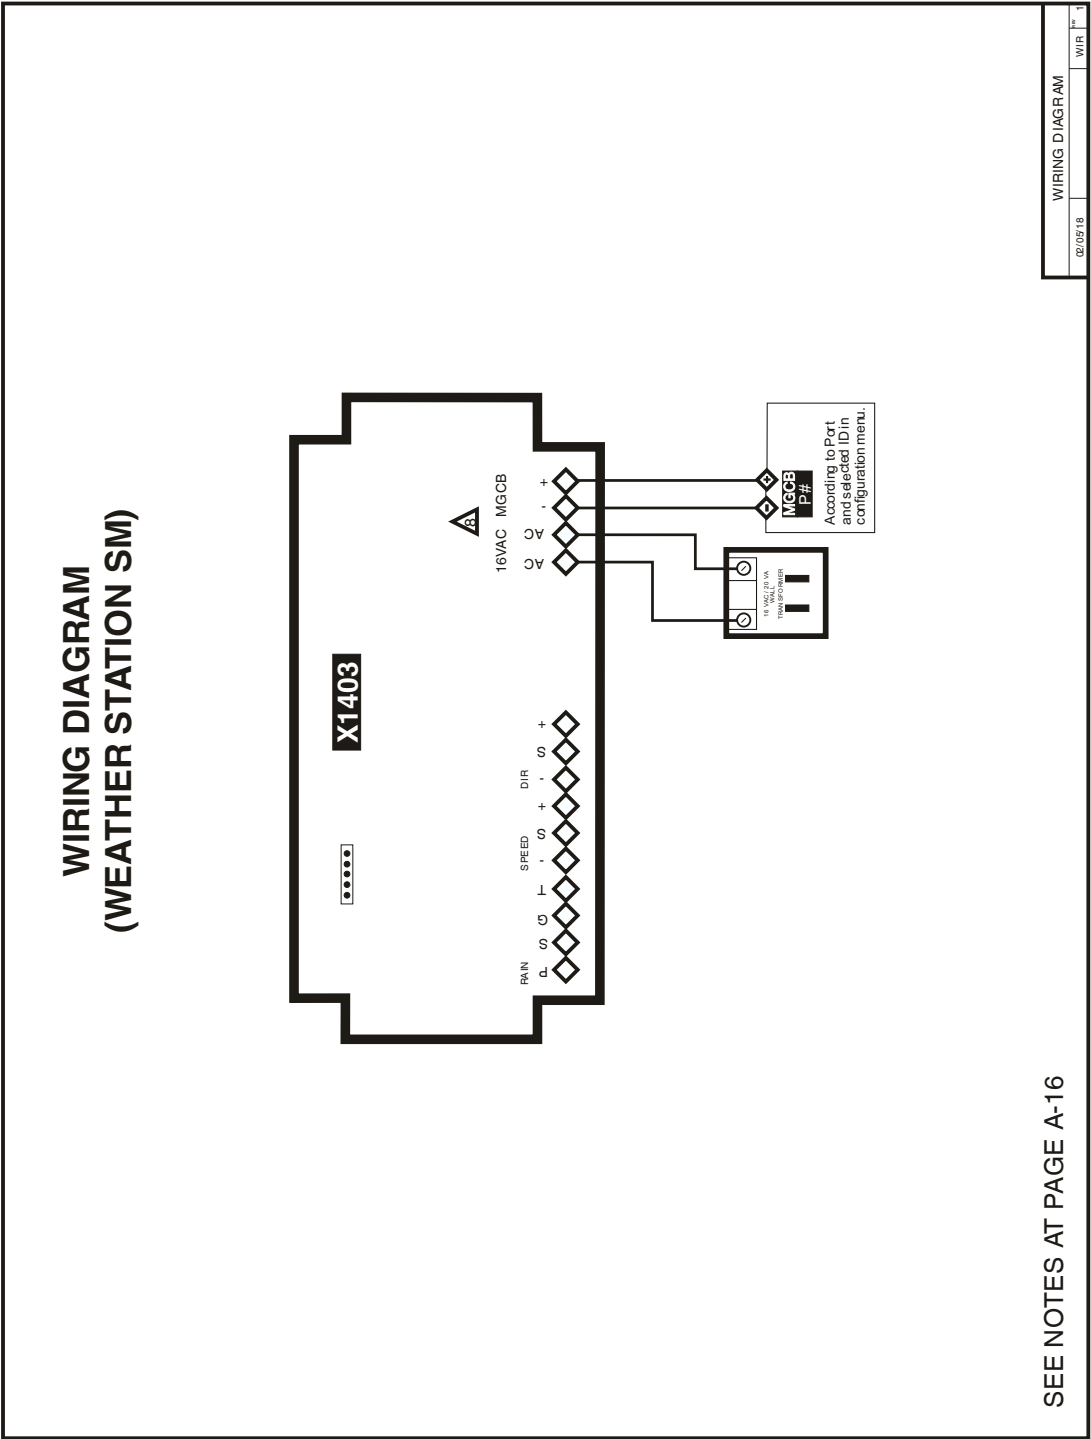 WIRING DIAGRAM
(WEATHER STATION SM)
X1403
8
16VAC MGCB
AC AC - +
RAIN SPEED DIR
P S G T - S + - S +
16 VAC / 20 VA
WALL
TRANSFORMER
MGCB
P#
According to Port
and selected ID in
configuration menu.
SEE NOTES AT PAGE A-16
WIRING DIAGRAM
02/05/18 WIR REV 1